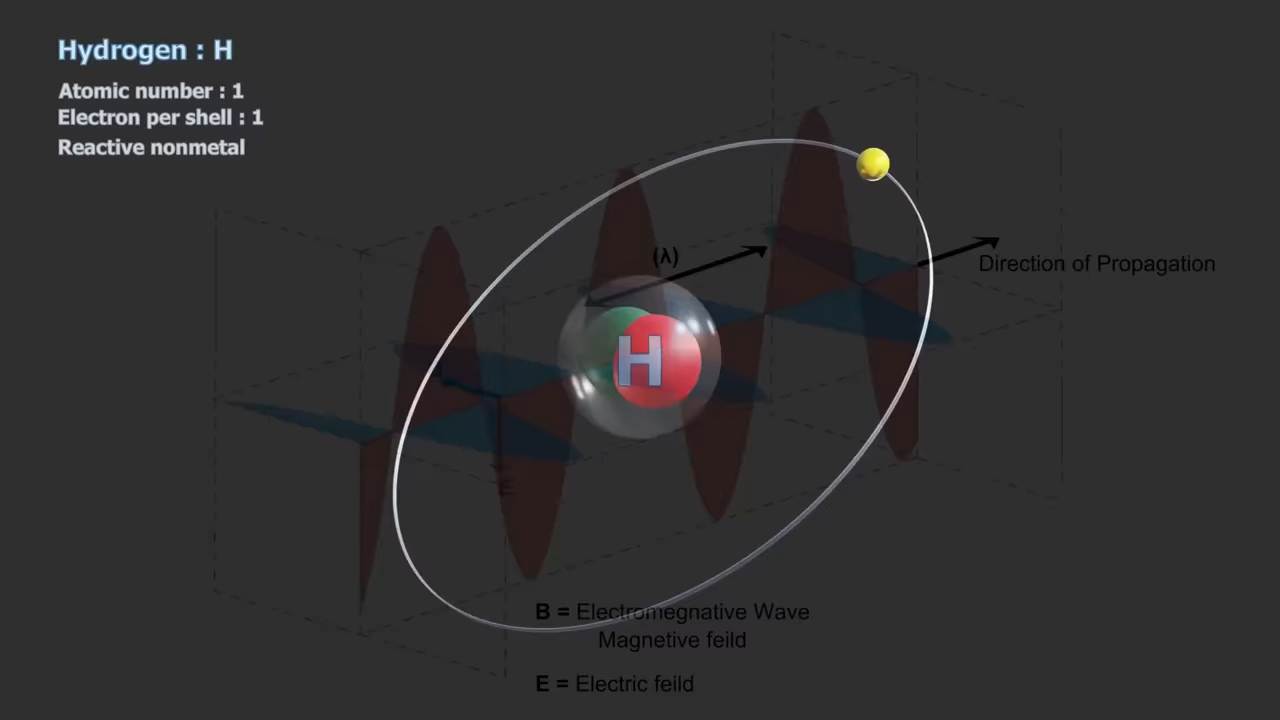 Hydrogen : H
Atomic number : 1
Electron per shell : 1
Reactive nonmetal
(λ)
Direction of Propagation
H
B = Electromegnative Wave
Magnetive feild
E = Electric feild